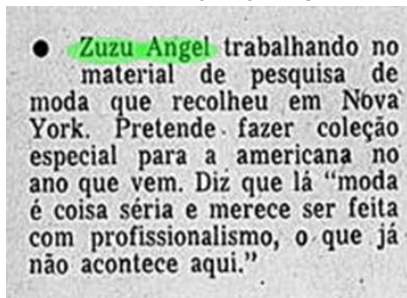 ● Zuzu Angel trabalhando no
material de pesquisa de
moda que recolheu em Nova
York. Pretende fazer coleção
especial para a americana no
ano que vem. Diz que lá “moda
é coisa séria e merece ser feita
com profissionalismo, o que já
não acontece aqui.”